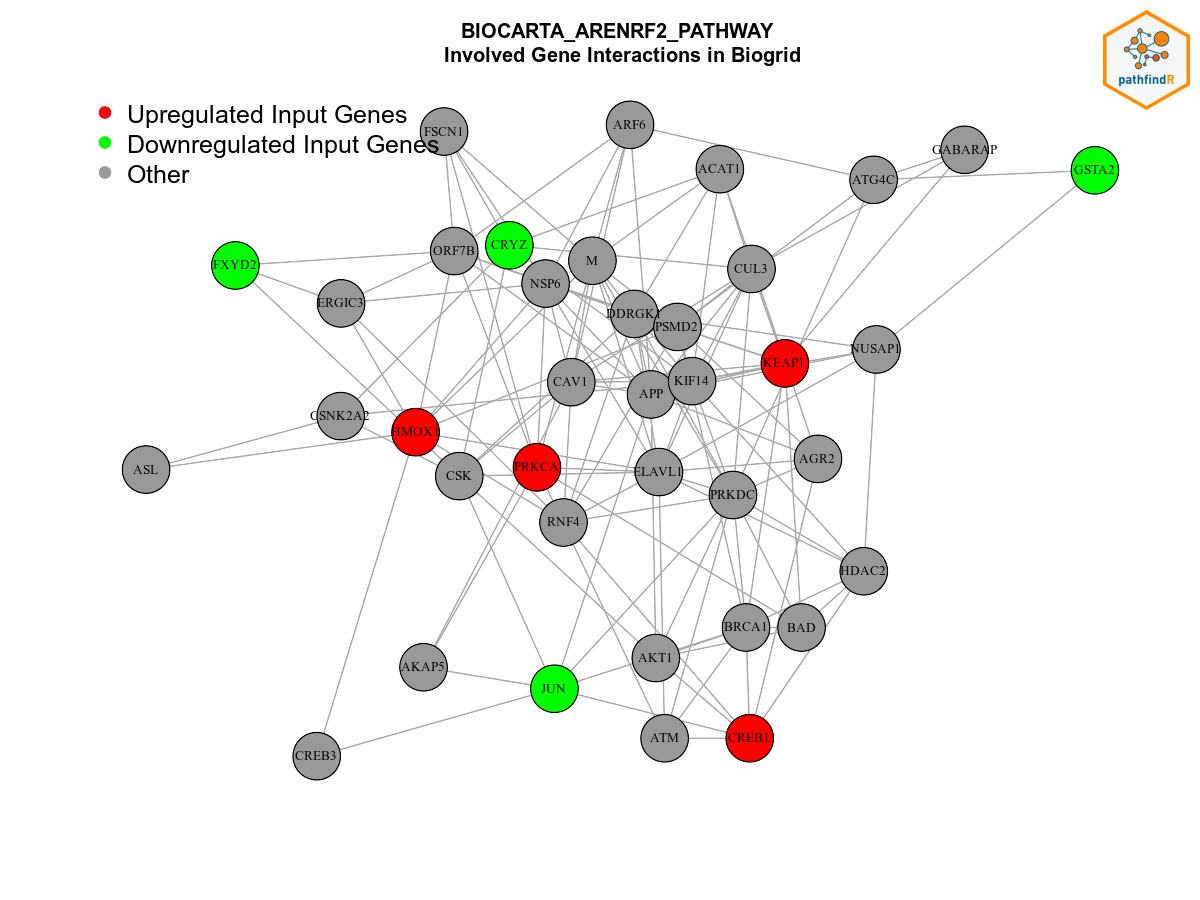 BIOCARTA_ARENRF2_PATHWAY
Involved Gene Interactions in Biogrid
pathfindR
Upregulated Input Genes
Downregulated Input Genes
Other
FSCN1
ARF6
GABARAP
ACAT1
ATG4C
GSTA2
CRYZ
ORF7B
M
FXYD2
CUL3
NSP6
ERGIC3
DDRGK1
PSMD2
NUSAP1
KEAP1
CAV1
KIF14
APP
CSNK2A2
HMOX1
AGR2
ASL
PRKCA
ELAVL1
CSK
PRKDC
RNF4
HDAC2
BRCA1
BAD
AKT1
AKAP5
JUN
ATM
CREB1
CREB3